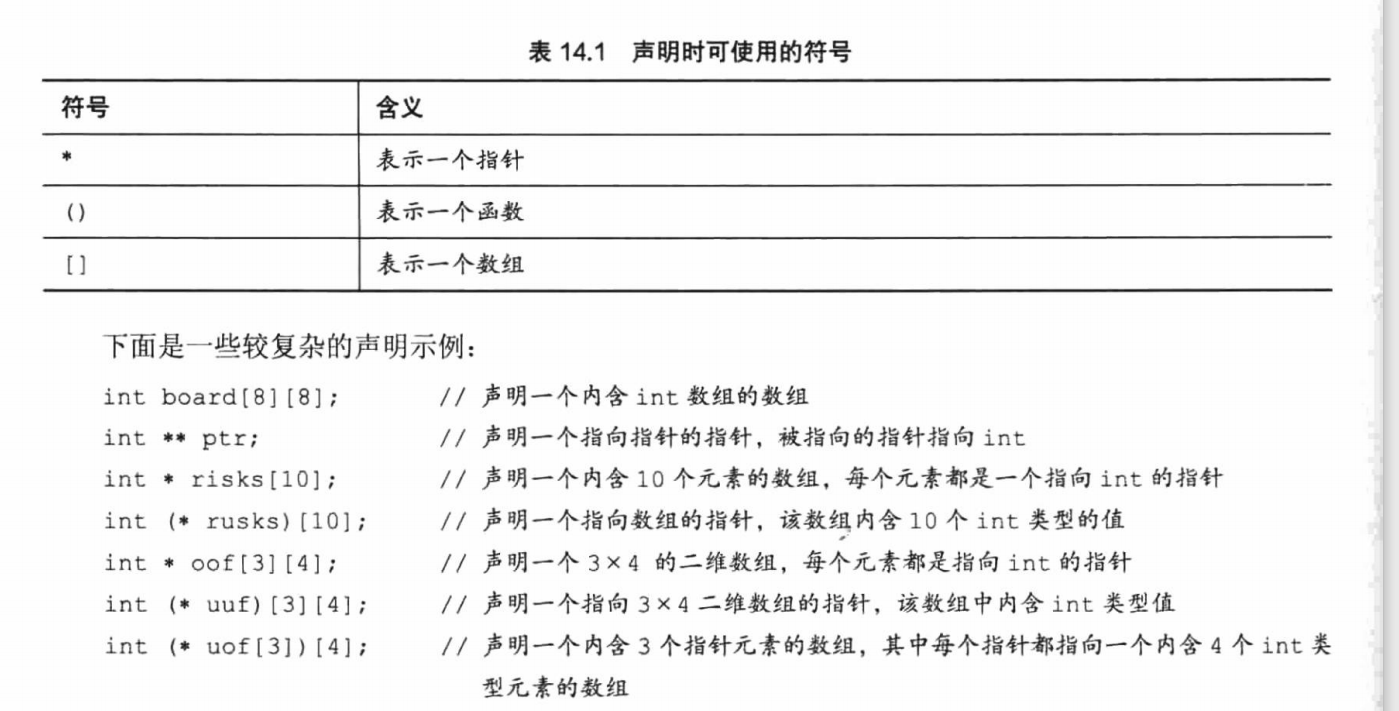 表 14.1 声明时可使用的符号
符号 含义
* 表示一个指针
() 表示一个函数
[] 表示一个数组
下面是一些较复杂的声明示例：
int board[8][8]; // 声明一个内含 int 数组的数组
int ** ptr; // 声明一个指向指针的指针，被指向的指针指向 int
int * risks[10]; // 声明一个内含 10 个元素的数组，每个元素都是一个指向 int 的指针
int (* rusks)[10]; // 声明一个指向数组的指针，该数组内含 10 个 int 类型的值
int * oof[3][4]; // 声明一个 3×4 的二维数组，每个元素都是指向 int 的指针
int (* uuf)[3][4]; // 声明一个指向 3×4 二维数组的指针，该数组中内含 int 类型值
int (* uof[3])[4]; // 声明一个内含 3 个指针元素的数组，其中每个指针都指向一个内含 4 个 int 类
型元素的数组